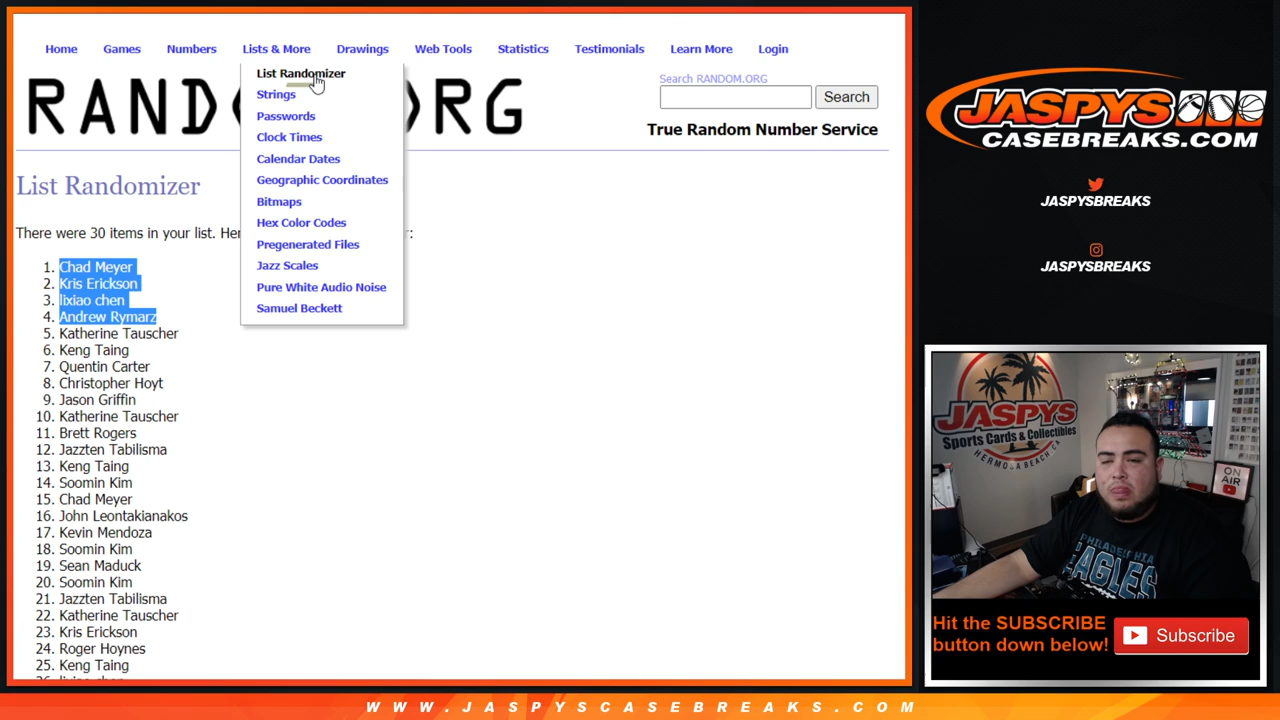 Home Games Numbers Lists & More Drawings Web Tools Statistics Testimonials Learn More Login
List Randomizer
Strings
Passwords
Clock Times
Calendar Dates
Geographic Coordinates
Bitmaps
Hex Color Codes
Pregenerated Files
Jazz Scales
Pure White Audio Noise
Samuel Beckett
Search RANDOM.ORG
Search
True Random Number Service
List Randomizer
There were 30 items in your list.
1. Chad Meyer
2. Kris Erickson
3. lixiao chen
4. Andrew Rymarz
5. Katherine Tauscher
6. Keng Taing
7. Quentin Carter
8. Christopher Hoyt
9. Jason Griffin
10. Katherine Tauscher
11. Brett Rogers
12. Jazzten Tabilisma
13. Keng Taing
14. Soomin Kim
15. Chad Meyer
16. John Leontakianakos
17. Kevin Mendoza
18. Soomin Kim
19. Sean Maduck
20. Soomin Kim
21. Jazzten Tabilisma
22. Katherine Tauscher
23. Kris Erickson
24. Roger Hoynes
25. Keng Taing
JASPYS
CASEBREAKS.COM
JASPYSBREAKS
JASPYSBREAKS
JASPYS
Sports Cards & Collectibles
HERMOSA BEACH CA
ON AIR
PHILADELPHIA
EAGLES
Hit the SUBSCRIBE
button down below!
Subscribe
WWW.JASPYSCASEBREAKS.COM